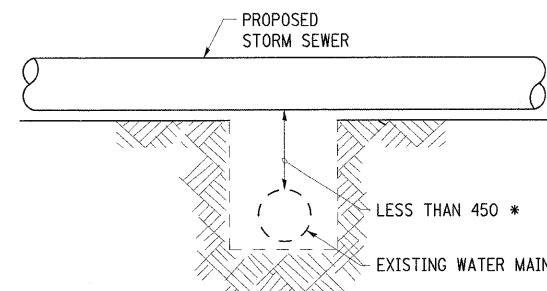 PROPOSED
STORM SEWER
LESS THAN 450 *
EXISTING WATER MAIN